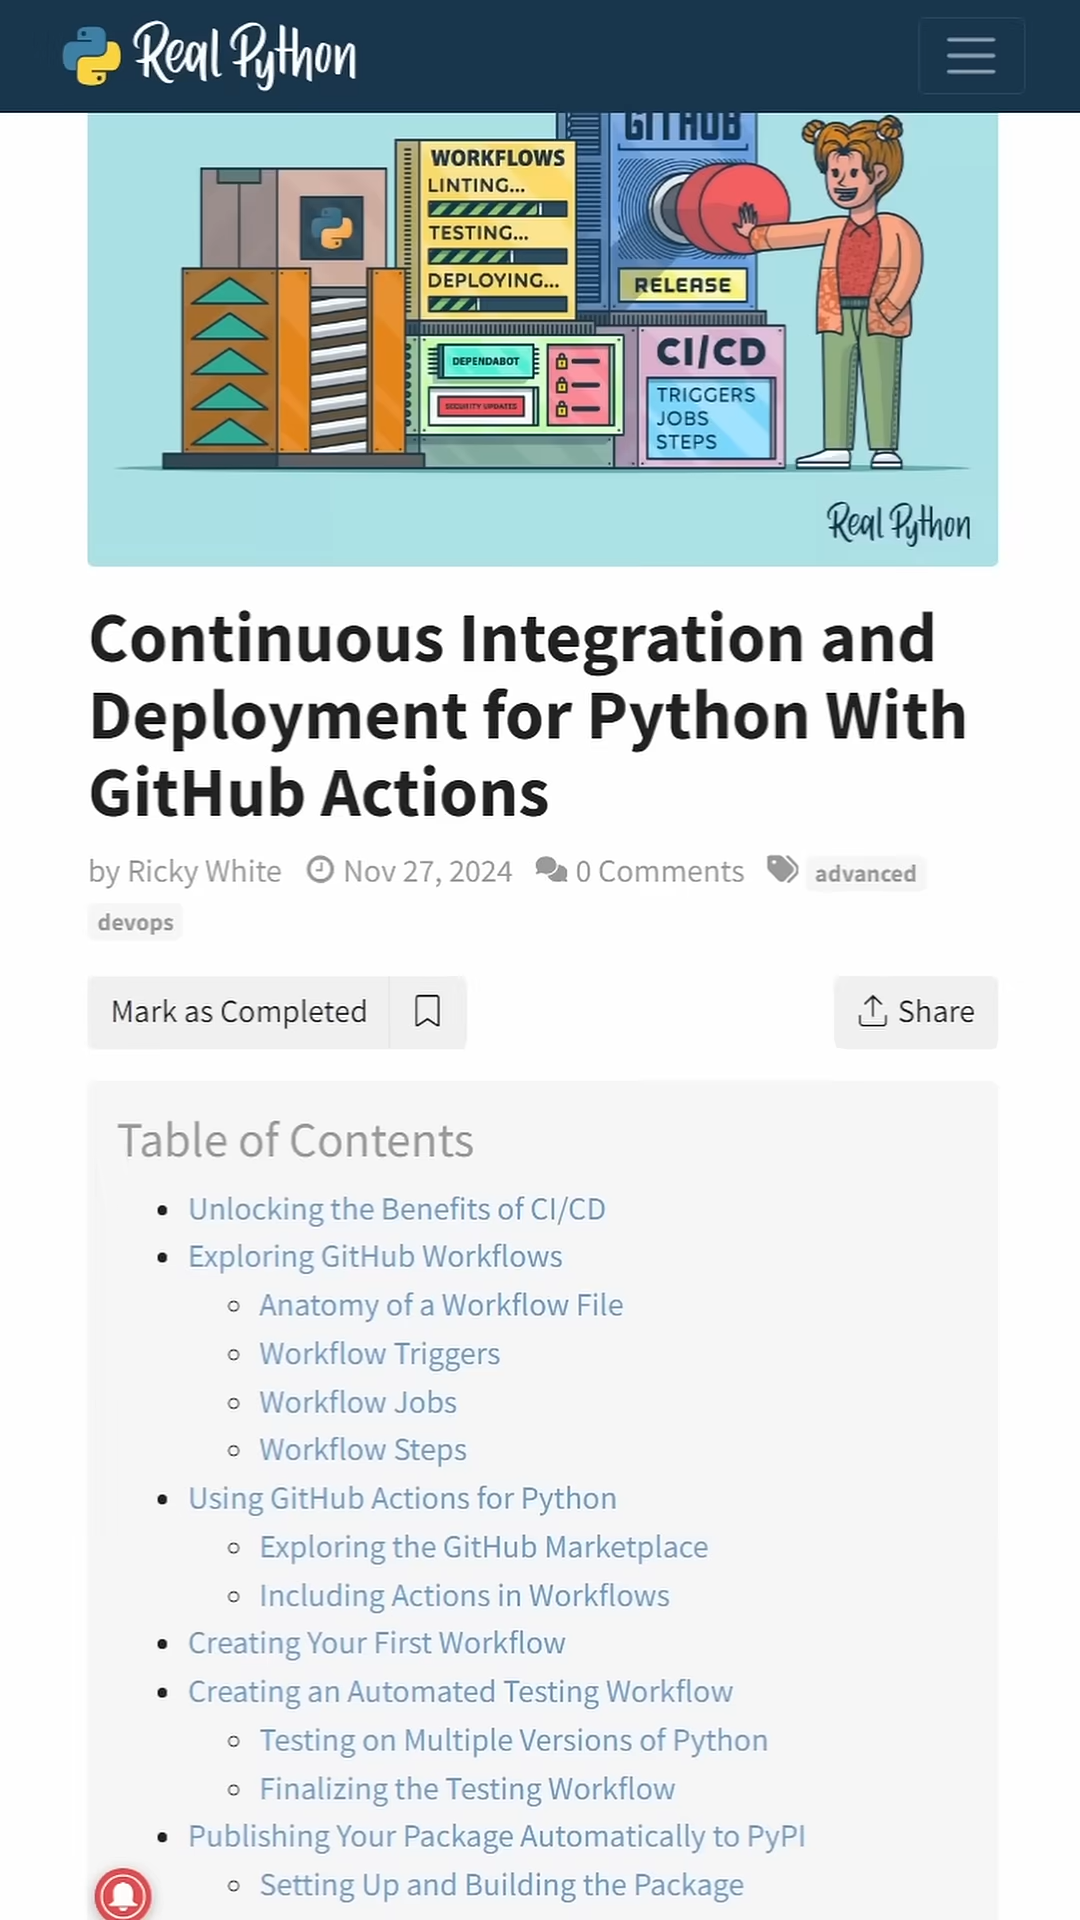 Real Python
GITHUB
WORKFLOWS
LINTING...
TESTING...
DEPLOYING...
RELEASE
DEPENDABOT
SECURITY UPDATES
CI/CD
TRIGGERS
JOBS
STEPS
Real Python
Continuous Integration and
Deployment for Python With
GitHub Actions
by Ricky White Nov 27, 2024 0 Comments advanced
devops
Mark as Completed
Share
Table of Contents
• Unlocking the Benefits of CI/CD
• Exploring GitHub Workflows
○ Anatomy of a Workflow File
○ Workflow Triggers
○ Workflow Jobs
○ Workflow Steps
• Using GitHub Actions for Python
○ Exploring the GitHub Marketplace
○ Including Actions in Workflows
• Creating Your First Workflow
• Creating an Automated Testing Workflow
○ Testing on Multiple Versions of Python
○ Finalizing the Testing Workflow
• Publishing Your Package Automatically to PyPI
○ Setting Up and Building the Package